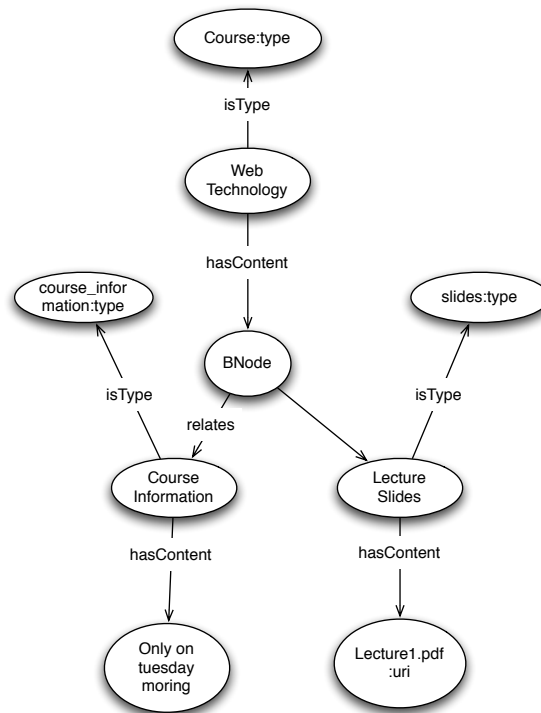 Course:type
isType
Web
Technology
hasContent
course_infor
mation:type
slides:type
BNode
isType
isType
relates
Course
Information
Lecture
Slides
hasContent
hasContent
Only on
tuesday
moring
Lecture1.pdf
:uri